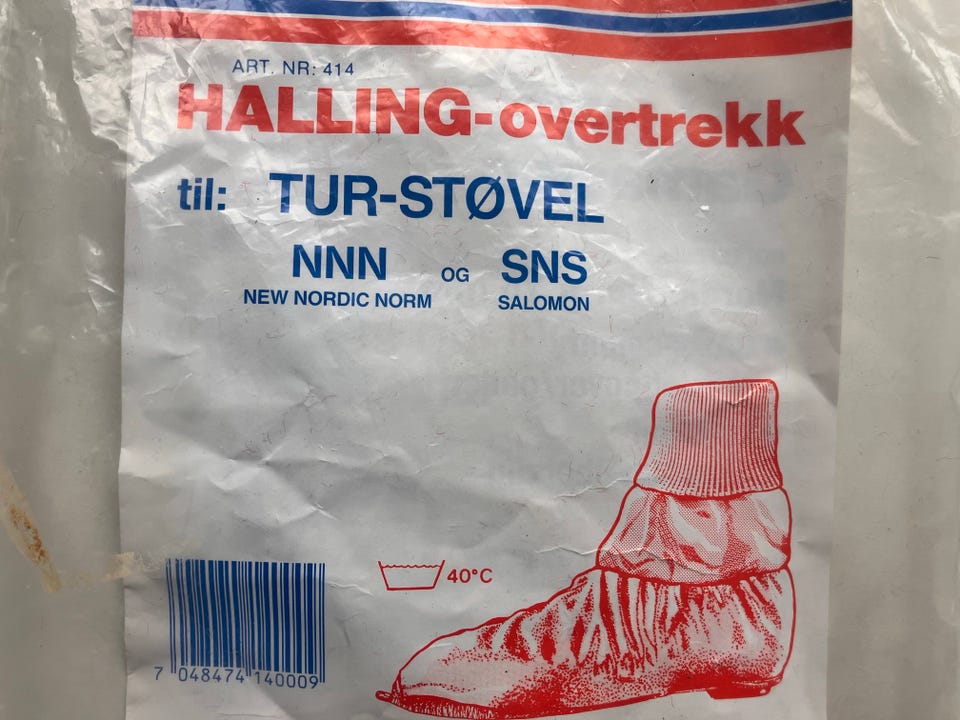 ART. NR: 414
HALLING-overtrekk
til: TUR-STØVEL
NNN OG SNS
NEW NORDIC NORM SALOMON
40°C
7 048474 140009